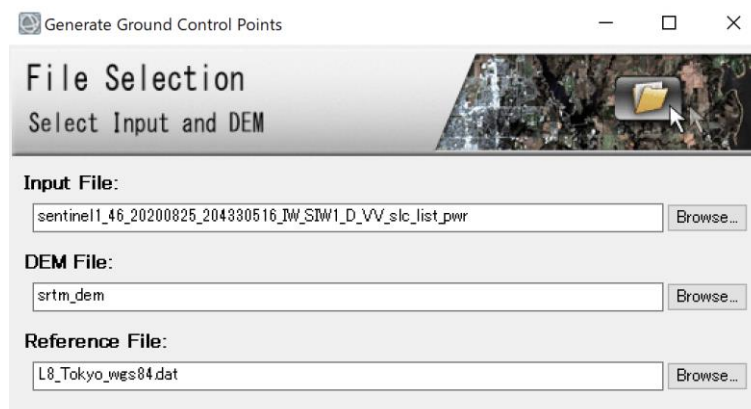 Generate Ground Control Points
File Selection
Select Input and DEM
Input File:
sentinel1_46_20200825_204330516_IW_SIW1_D_VV_slc_list_pwr
Browse...
DEM File:
srtm_dem
Browse...
Reference File:
L8_Tokyo_wgs84.dat
Browse...